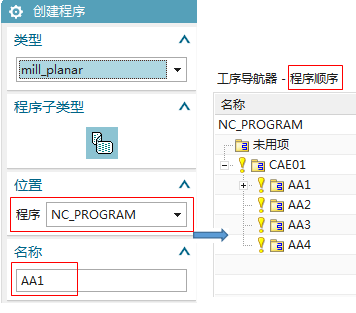 创建程序
类型
mill_planar
程序子类型
位置
程序 NC_PROGRAM
名称
AA1
工序导航器 - 程序顺序
名称
NC_PROGRAM
未用项
CAE01
AA1
AA2
AA3
AA4